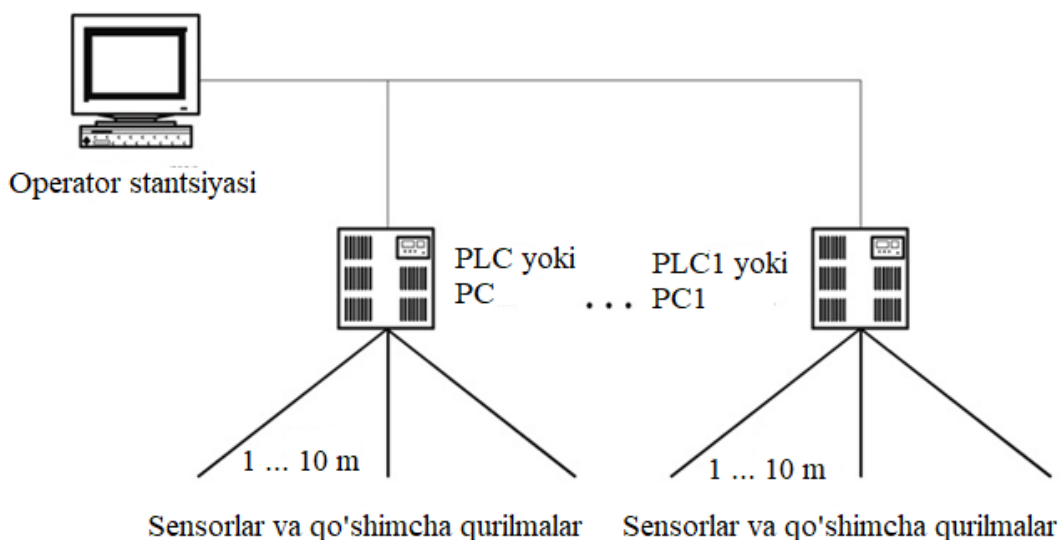 Operator stantsiyasi
PLC yoki
PC
...
PLC1 yoki
PC1
1 ... 10 m
1 ... 10 m
Sensorlar va qo'shimcha qurilmalar
Sensorlar va qo'shimcha qurilmalar